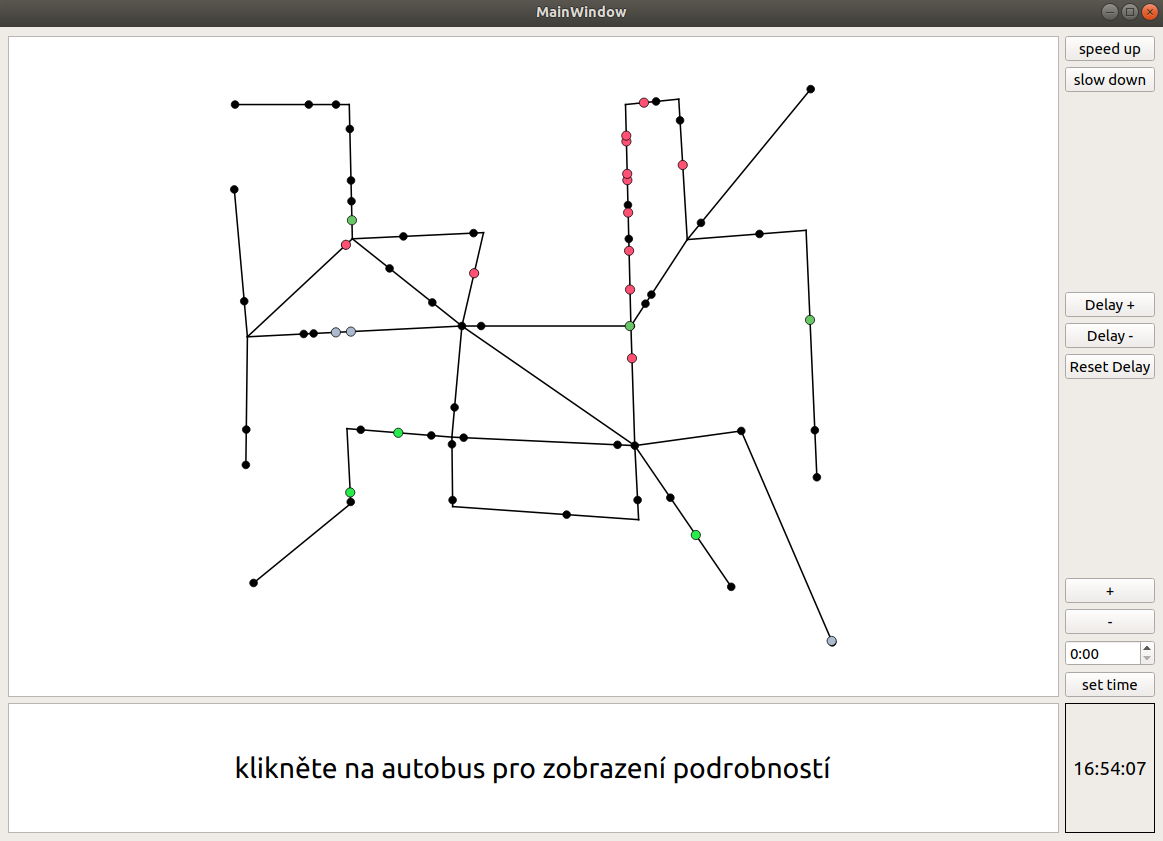 MainWindow
speed up
slow down
Delay +
Delay -
Reset Delay
+
-
0:00
set time
klikněte na autobus pro zobrazení podrobností
16:54:07